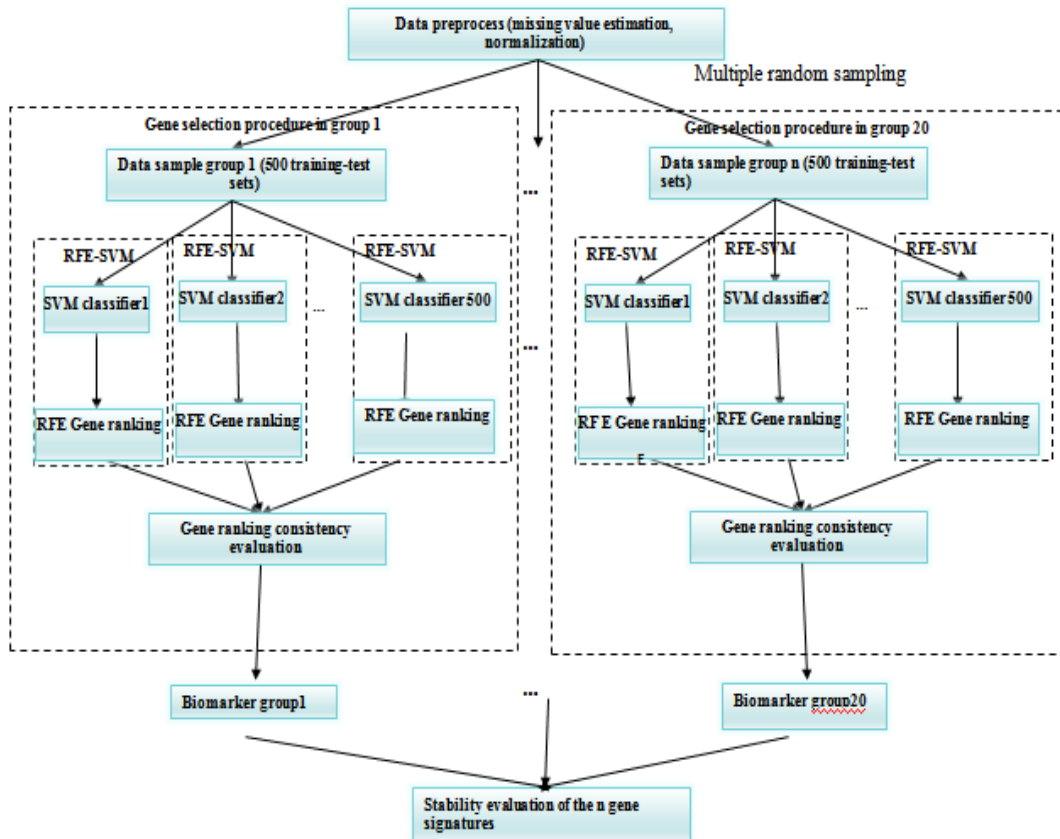 Data preprocess (missing value estimation,
normalization)
Multiple random sampling
Gene selection procedure in group 1
Data sample group 1 (500 training-test
sets)
RFE-SVM
RFE-SVM
RFE-SVM
SVM classifier1
SVM classifier2
...
SVM classifier500
RFE Gene ranking
RFE Gene ranking
RFE Gene ranking
Gene ranking consistency
evaluation
Biomarker group1
...
...
...
Gene selection procedure in group 20
Data sample group n (500 training-test
sets)
RFE-SVM
RFE-SVM
RFE-SVM
SVM classifier1
SVM classifier2
...
SVM classifier500
RFE Gene ranking
RFE Gene ranking
RFE Gene ranking
F
Gene ranking consistency
evaluation
Biomarker group20
Stability evaluation of the n gene
signatures